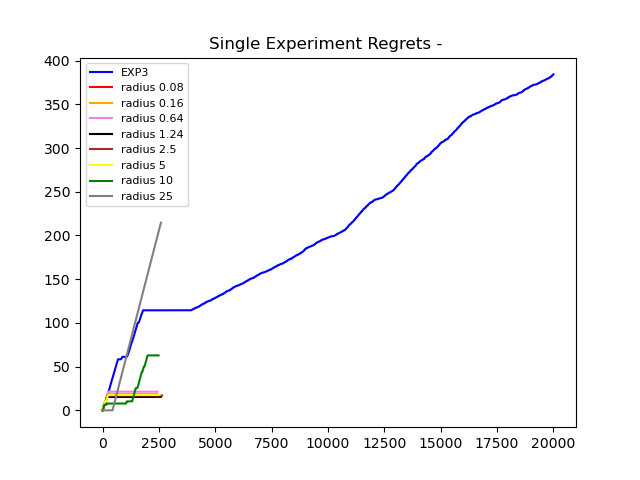 Single Experiment Regrets -
400
350
300
250
200
150
100
50
0
EXP3
radius 0.08
radius 0.16
radius 0.64
radius 1.24
radius 2.5
radius 5
radius 10
radius 25
0 2500 5000 7500 10000 12500 15000 17500 20000